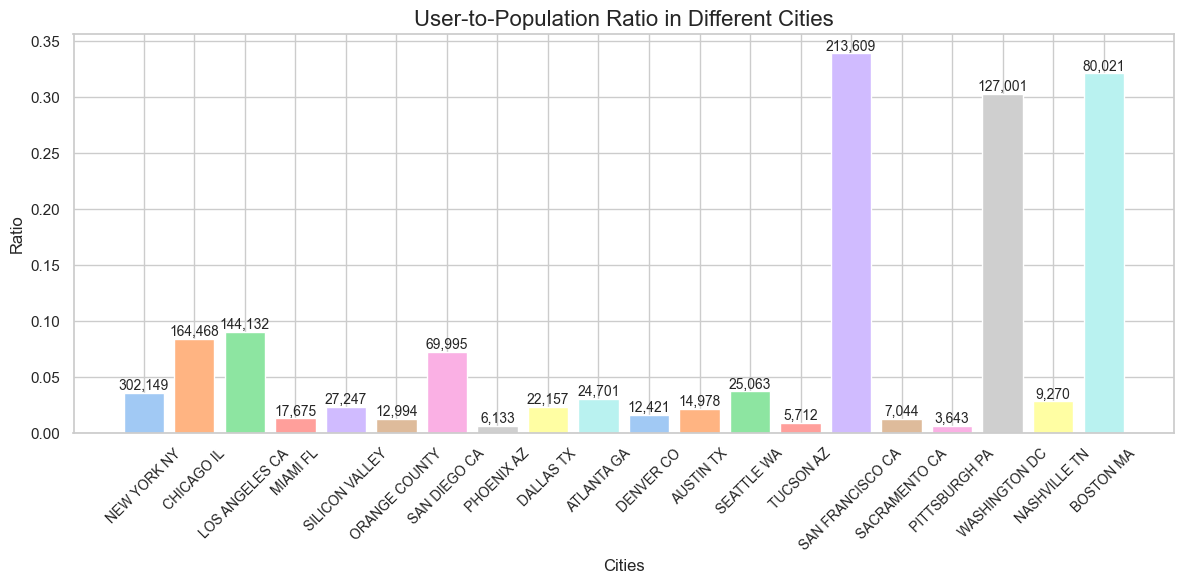 User-to-Population Ratio in Different Cities
Ratio
0.35
0.30
0.25
0.20
0.15
0.10
0.05
0.00
302,149
164,468
144,132
17,675
27,247
12,994
69,995
6,133
22,157
24,701
12,421
14,978
25,063
5,712
213,609
7,044
3,643
127,001
9,270
80,021
NEW YORK NY
CHICAGO IL
LOS ANGELES CA
MIAMI FL
SILICON VALLEY
ORANGE COUNTY
SAN DIEGO CA
PHOENIX AZ
DALLAS TX
ATLANTA GA
DENVER CO
AUSTIN TX
SEATTLE WA
TUCSON AZ
SAN FRANCISCO CA
SACRAMENTO CA
PITTSBURGH PA
WASHINGTON DC
NASHVILLE TN
BOSTON MA
Cities